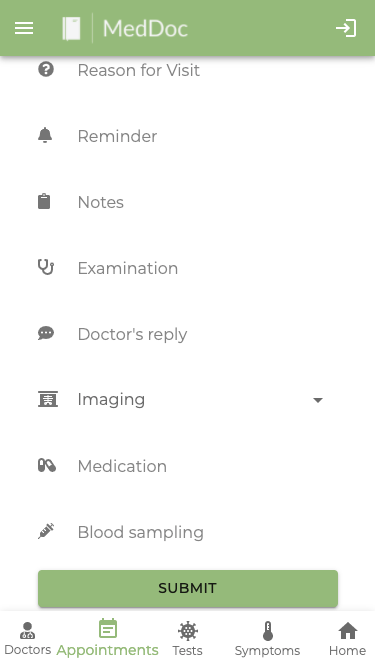 MedDoc
Reason for Visit
Reminder
Notes
Examination
Doctor's reply
Imaging
Medication
Blood sampling
SUBMIT
Doctors Appointments Tests Symptoms Home